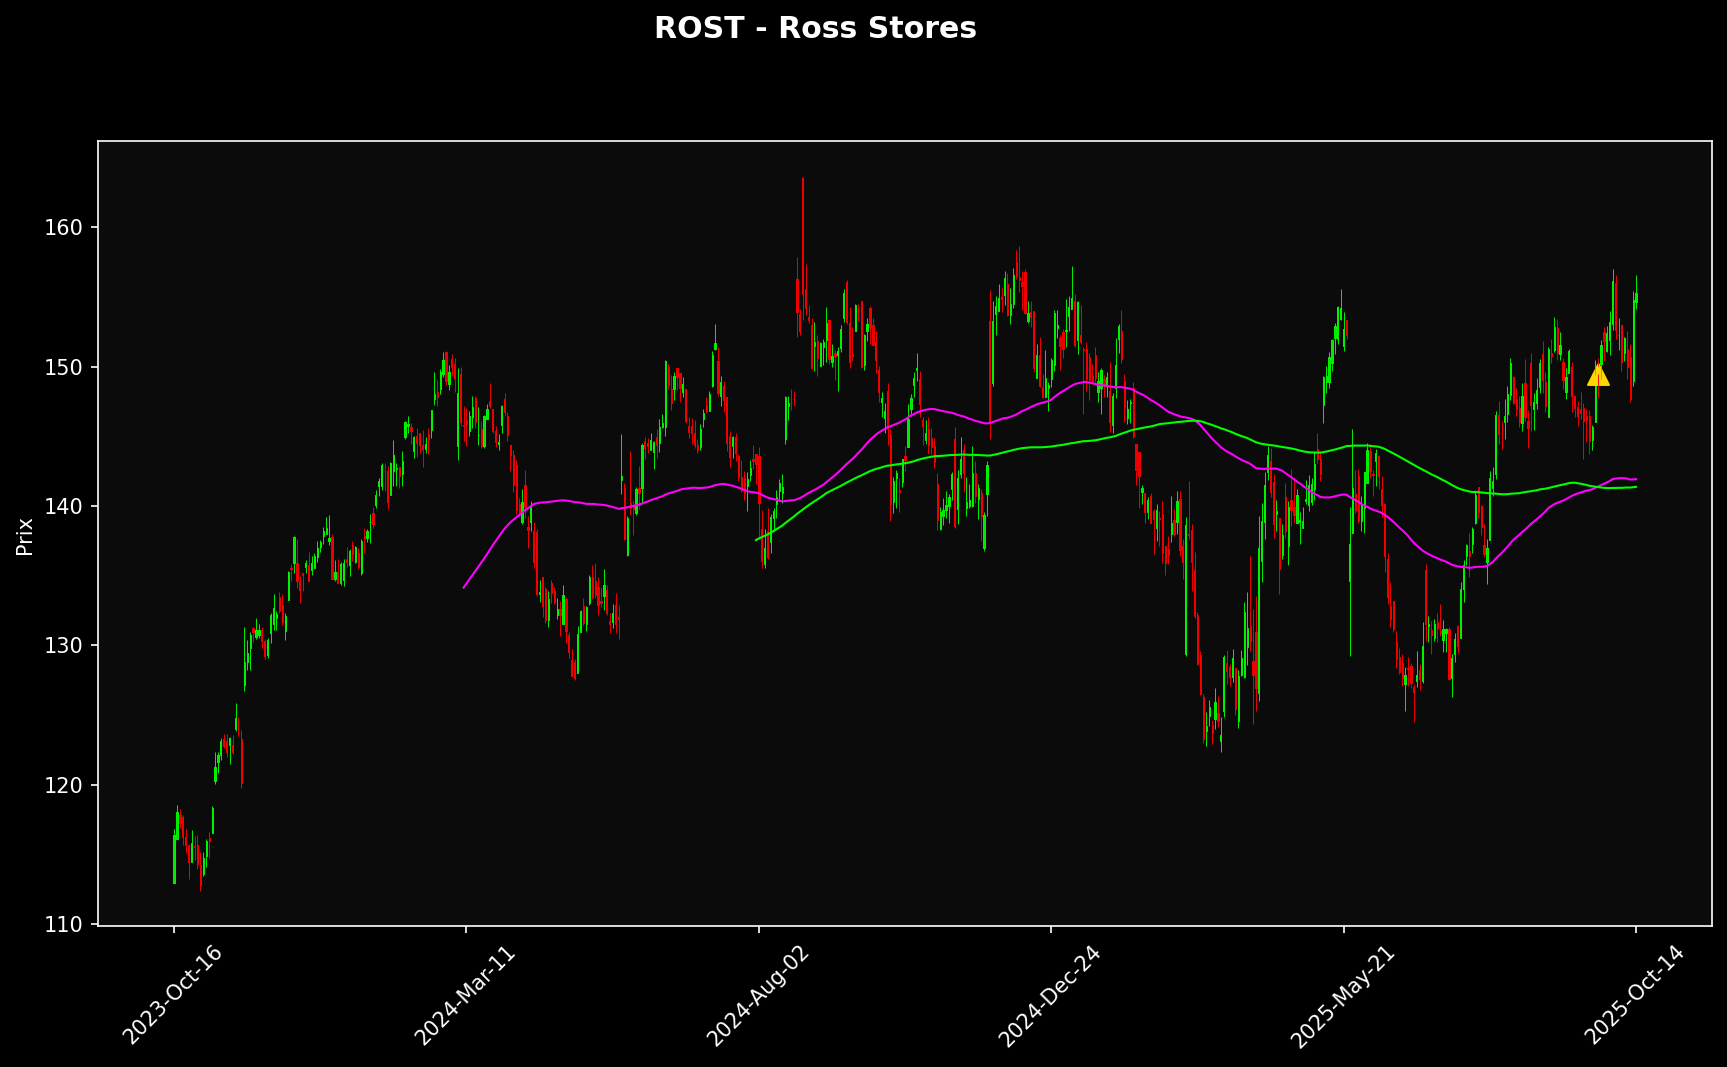 ROST - Ross Stores
Prix
160
150
140
130
120
110
2023-Oct-16
2024-Mar-11
2024-Aug-02
2024-Dec-24
2025-May-21
2025-Oct-14